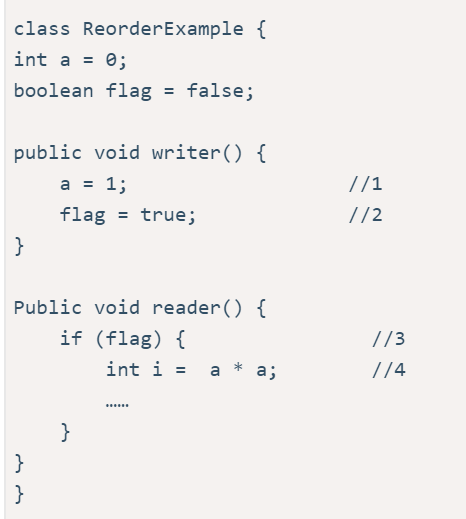 class ReorderExample {
int a = 0;
boolean flag = false;

public void writer() {
    a = 1;                   //1
    flag = true;             //2
}

Public void reader() {
    if (flag) {                //3
        int i =  a * a;        //4
        ……
    }
}
}